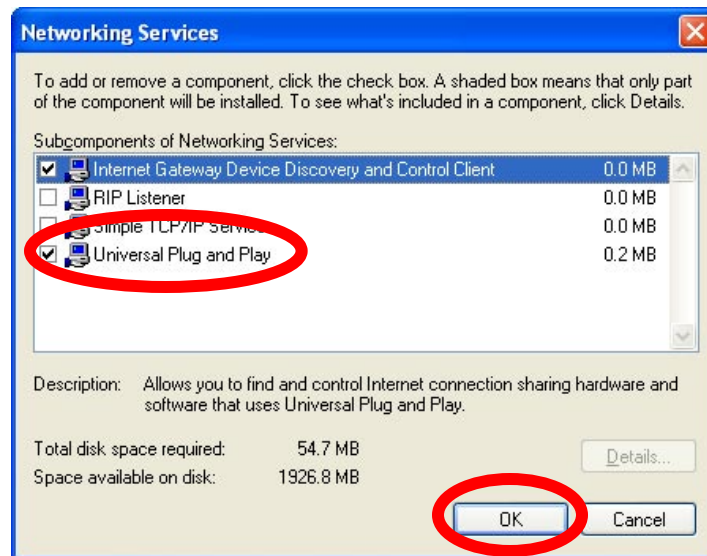 Networking Services
To add or remove a component, click the check box. A shaded box means that only part
of the component will be installed. To see what's included in a component, click Details.
Subcomponents of Networking Services:
Internet Gateway Device Discovery and Control Client 0.0 MB
RIP Listener 0.0 MB
Simple TCP/IP Services 0.0 MB
Universal Plug and Play 0.2 MB
Description: Allows you to find and control Internet connection sharing hardware and
software that uses Universal Plug and Play.
Total disk space required: 54.7 MB
Details...
Space available on disk: 1926.8 MB
OK Cancel